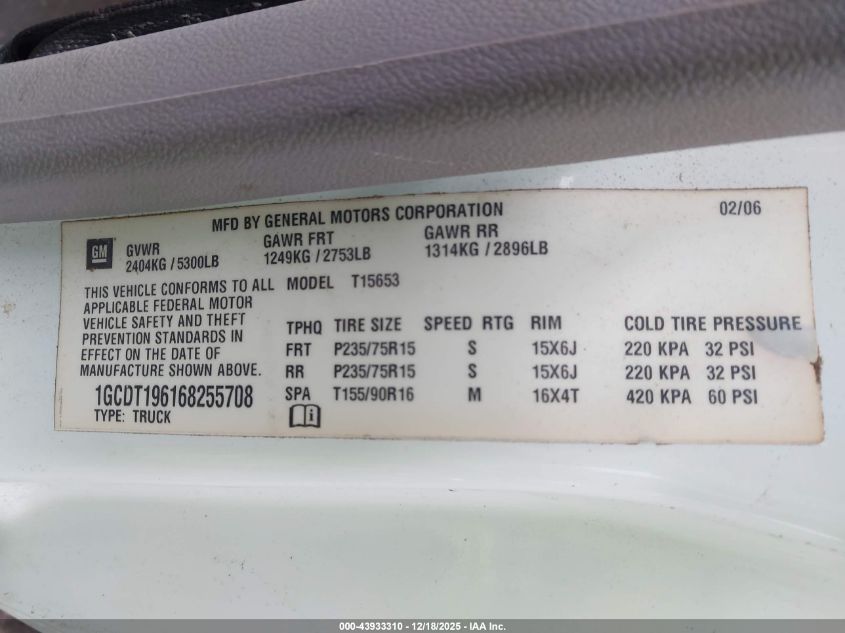 MFD BY GENERAL MOTORS CORPORATION 02/06
GM GVWR GAWR FRT GAWR RR
2404KG / 5300LB 1249KG / 2753LB 1314KG / 2896LB
THIS VEHICLE CONFORMS TO ALL
APPLICABLE FEDERAL MOTOR
VEHICLE SAFETY AND THEFT
PREVENTION STANDARDS IN
EFFECT ON THE DATE OF
MANUFACTURE SHOWN ABOVE.
1GCDT196168255708
TYPE: TRUCK
MODEL T15653
TPHQ TIRE SIZE SPEED RTG RIM COLD TIRE PRESSURE
FRT P235/75R15 S 15X6J 220 KPA 32 PSI
RR P235/75R15 S 15X6J 220 KPA 32 PSI
SPA T155/90R16 M 16X4T 420 KPA 60 PSI
000-43933310 - 12/18/2025 - IAA Inc.